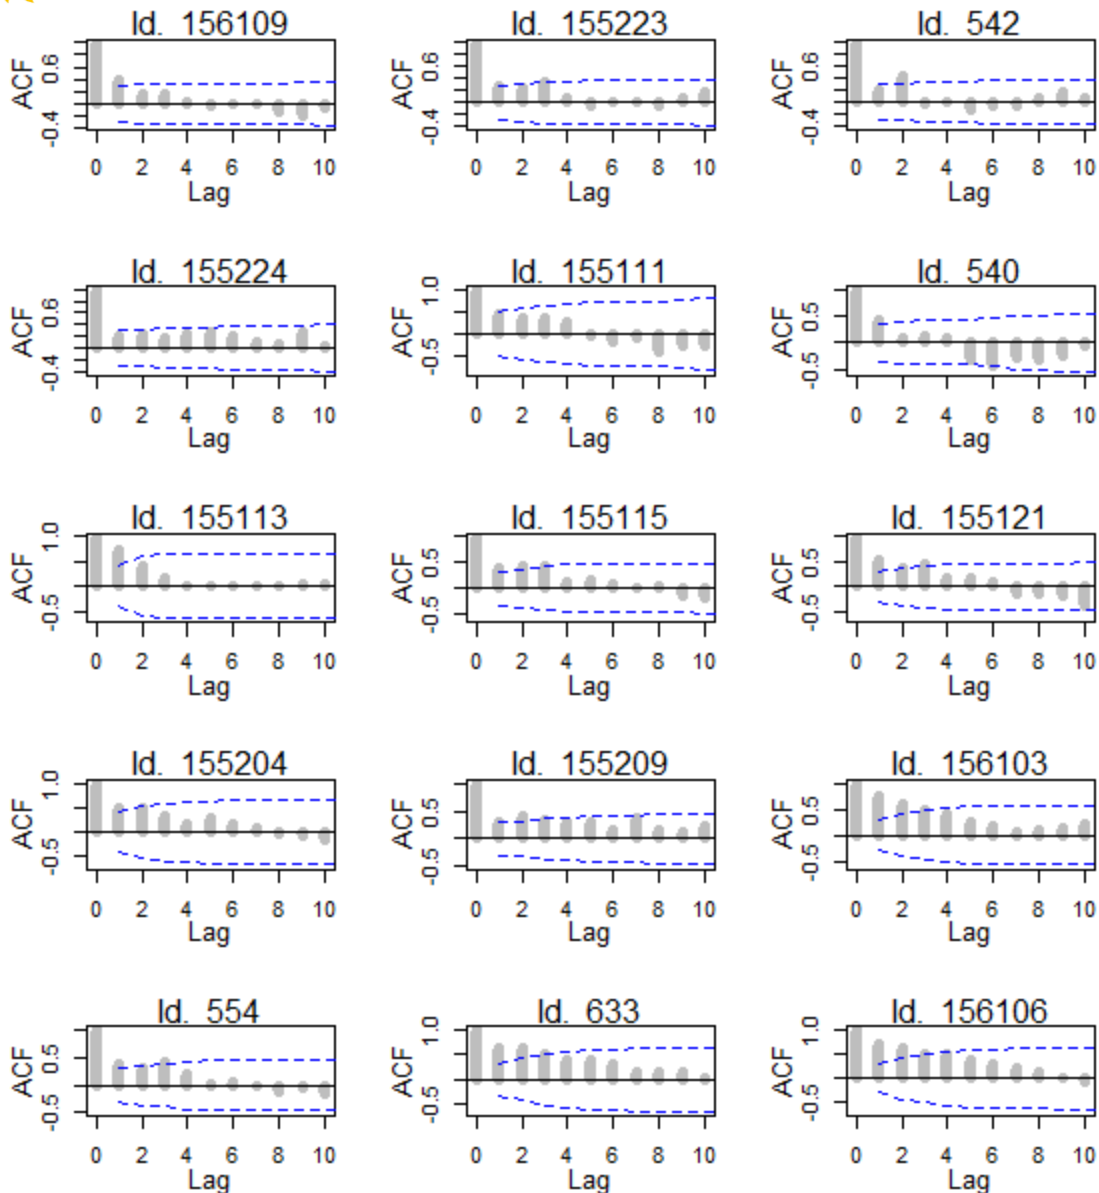 Id. 156109 Id. 155223 Id. 542
ACF -0.4 0.6 ACF -0.4 0.6 ACF -0.4 0.6
0 2 4 6 8 10 0 2 4 6 8 10 0 2 4 6 8 10
Lag Lag Lag
Id. 155224 Id. 155111 Id. 540
ACF -0.4 0.6 ACF -0.5 1.0 ACF -0.5 0.5
0 2 4 6 8 10 0 2 4 6 8 10 0 2 4 6 8 10
Lag Lag Lag
Id. 155113 Id. 155115 Id. 155121
ACF -0.5 1.0 ACF -0.5 0.5 ACF -0.5 0.5
0 2 4 6 8 10 0 2 4 6 8 10 0 2 4 6 8 10
Lag Lag Lag
Id. 155204 Id. 155209 Id. 156103
ACF -0.5 1.0 ACF -0.5 0.5 ACF -0.5 0.5
0 2 4 6 8 10 0 2 4 6 8 10 0 2 4 6 8 10
Lag Lag Lag
Id. 554 Id. 633 Id. 156106
ACF -0.5 0.5 ACF -0.5 1.0 ACF -0.5 1.0
0 2 4 6 8 10 0 2 4 6 8 10 0 2 4 6 8 10
Lag Lag Lag